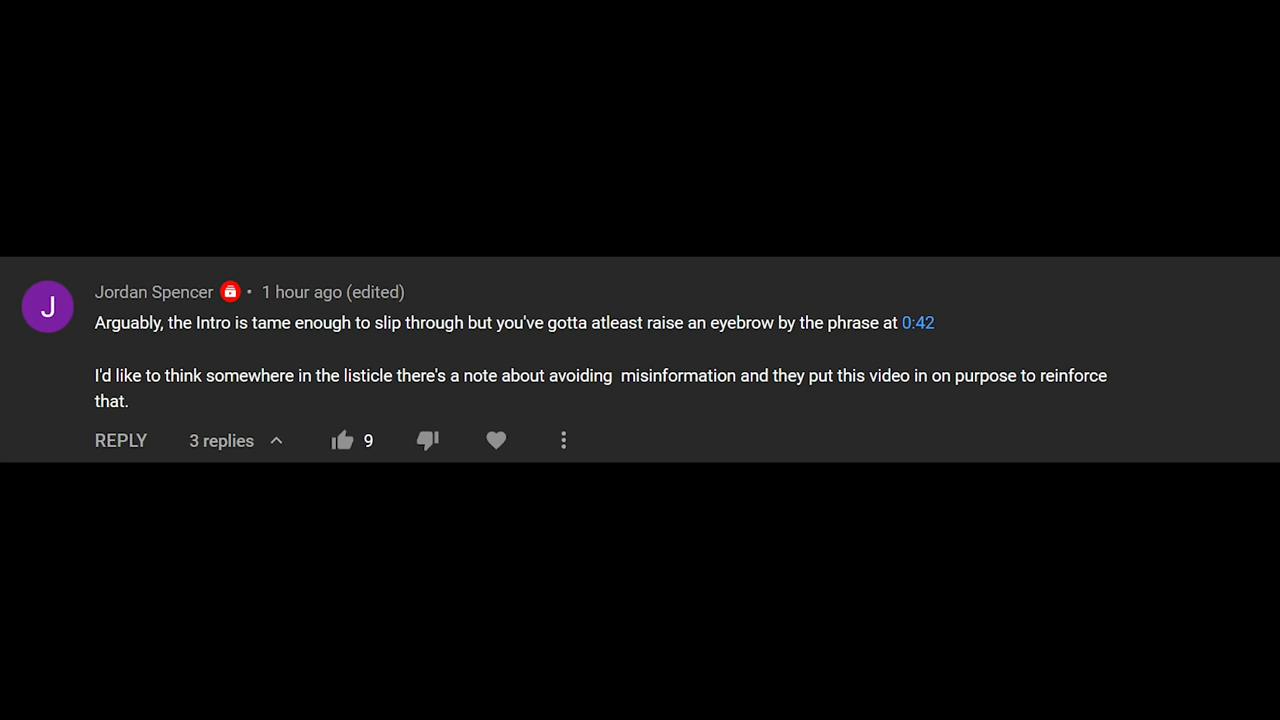 J
Jordan Spencer • 1 hour ago (edited)
Arguably, the Intro is tame enough to slip through but you've gotta atleast raise an eyebrow by the phrase at 0:42
I'd like to think somewhere in the listicle there's a note about avoiding  misinformation and they put this video in on purpose to reinforce
that.
REPLY 3 replies 9